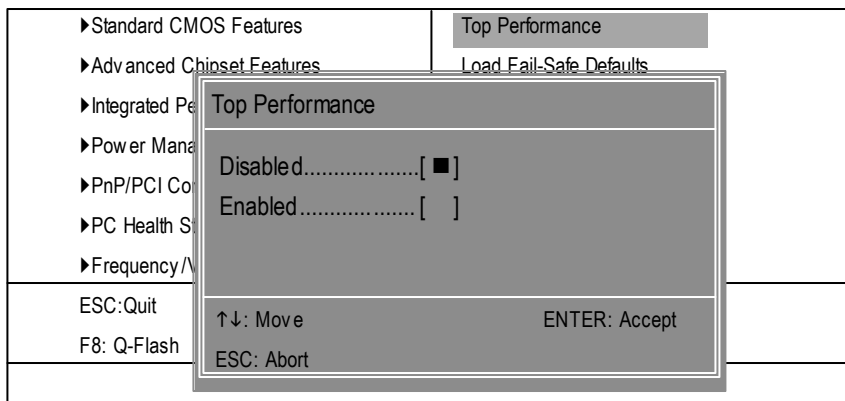 ▶Standard CMOS Features
▶Advanced Chipset Features
▶Integrated Pe
▶Power Mana
▶PnP/PCI Co
▶PC Health S
▶Frequency/V
Top Performance
Load Fail-Safe Defaults
Top Performance
Disabled...................[ ■ ]
Enabled...................[ ]
↑↓: Move
ENTER: Accept
ESC: Abort
ESC:Quit
F8: Q-Flash